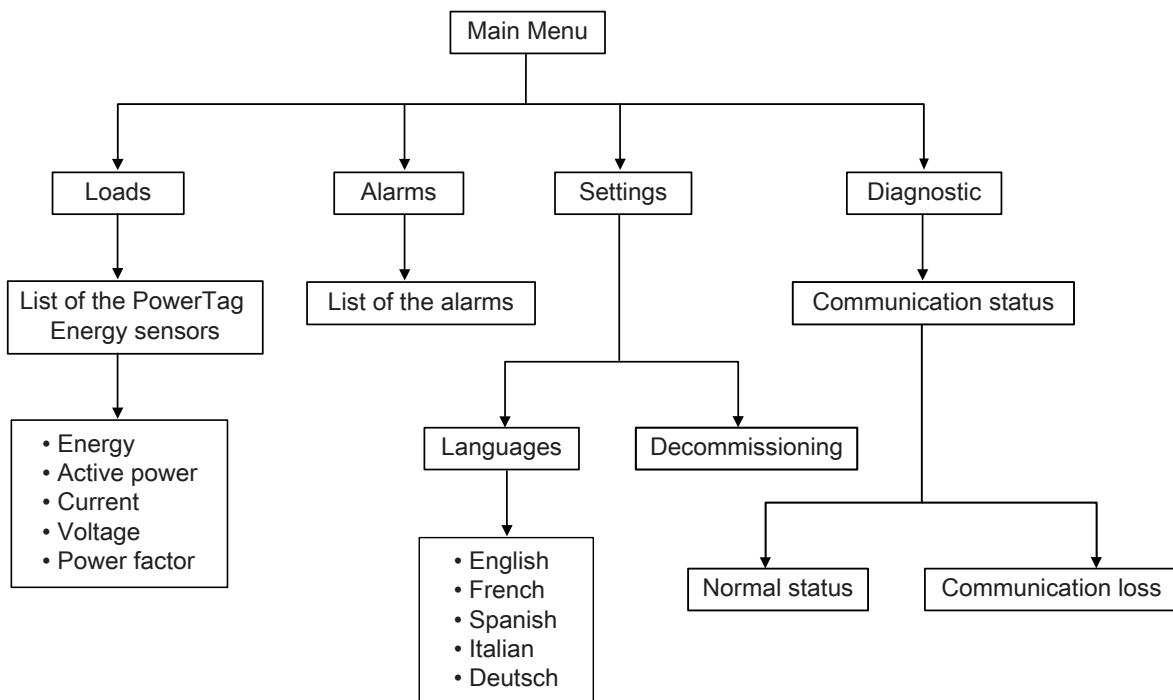 Main Menu
Loads
Alarms
Settings
Diagnostic
List of the PowerTag
Energy sensors
List of the alarms
Communication status
• Energy
• Active power
• Current
• Voltage
• Power factor
Languages
Decommissioning
• English
• French
• Spanish
• Italian
• Deutsch
Normal status
Communication loss